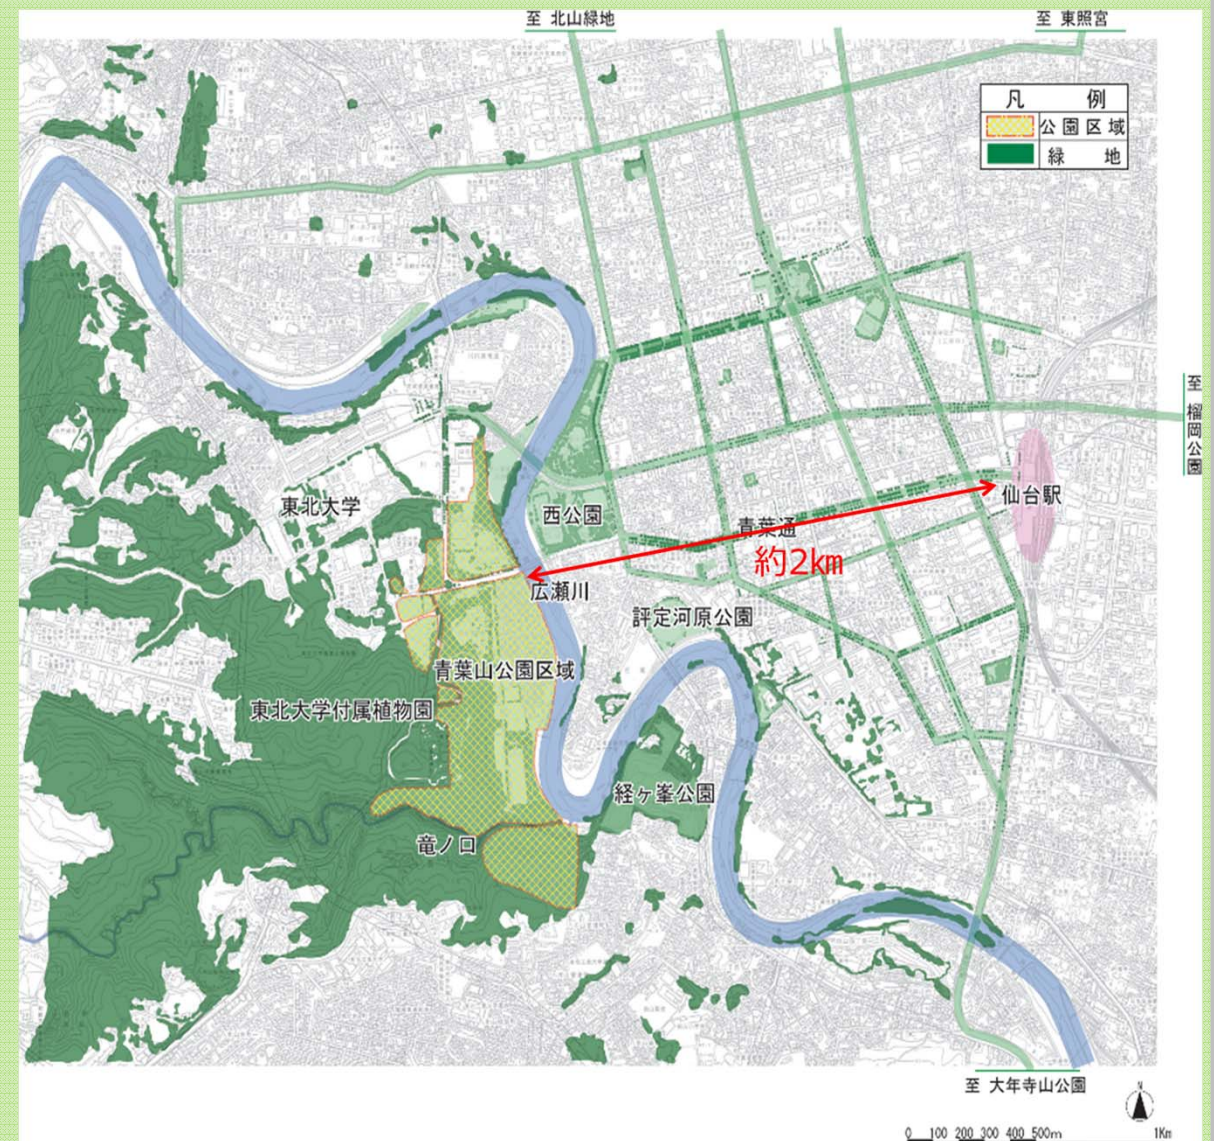 至 北山緑地
至 東照宮
凡 例
公園区域
緑 地
至 榴岡公園
仙台駅
東北大学
西公園
青葉通
約2km
広瀬川
評定河原公園
青葉山公園区域
東北大学付属植物園
経ヶ峯公園
竜ノ口
至 大年寺山公園
N
0 100 200 300 400 500m 1Km